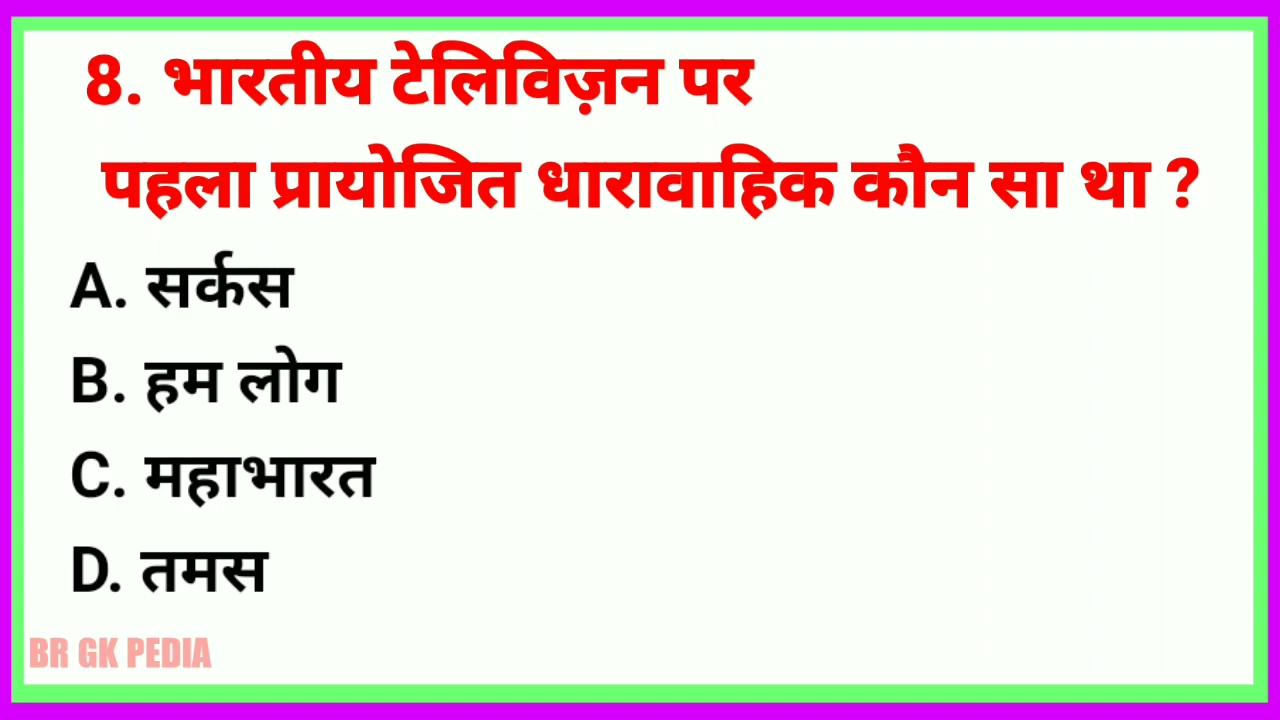 8. भारतीय टेलिविज़न पर
पहला प्रायोजित धारावाहिक कौन सा था ?
A. सर्कस
B. हम लोग
C. महाभारत
D. तमस
BR GK PEDIA